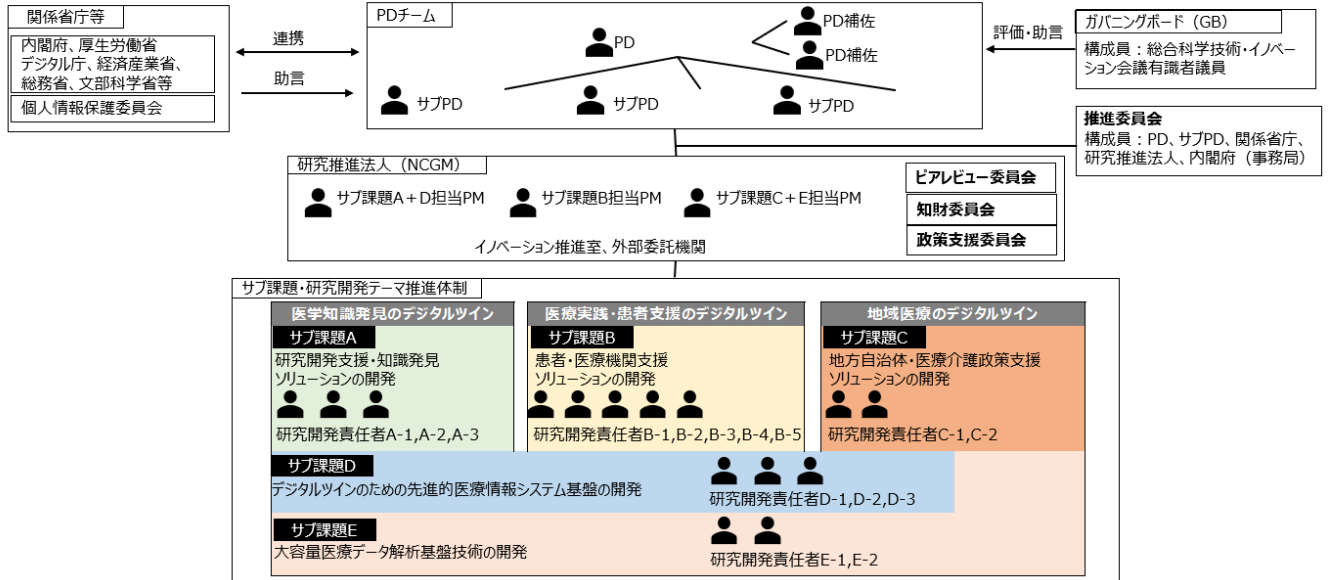 関係省庁等
内閣府、厚生労働省
デジタル庁、経済産業省、
総務省、文部科学省等
個人情報保護委員会
連携
助言
PDチーム
PD
PD補佐
PD補佐
サブPD
サブPD
サブPD
評価・助言
ガバニングボード（GB）
構成員：総合科学技術・イノベー
ション会議有識者議員
推進委員会
構成員：PD、サブPD、関係省庁、
研究推進法人、内閣府（事務局）
研究推進法人（NCGM）
サブ課題A＋D担当PM
サブ課題B担当PM
サブ課題C＋E担当PM
イノベーション推進室、外部委託機関
ピアレビュー委員会
知財委員会
政策支援委員会
サブ課題・研究開発テーマ推進体制
医学知識発見のデジタルツイン
サブ課題A
研究開発支援・知識発見
ソリューションの開発
研究開発責任者A-1,A-2,A-3
医療実践・患者支援のデジタルツイン
サブ課題B
患者・医療機関支援
ソリューションの開発
研究開発責任者B-1,B-2,B-3,B-4,B-5
地域医療のデジタルツイン
サブ課題C
地方自治体・医療介護政策支援
ソリューションの開発
研究開発責任者C-1,C-2
サブ課題D
デジタルツインのための先進的医療情報システム基盤の開発
研究開発責任者D-1,D-2,D-3
サブ課題E
大容量医療データ解析基盤技術の開発
研究開発責任者E-1,E-2